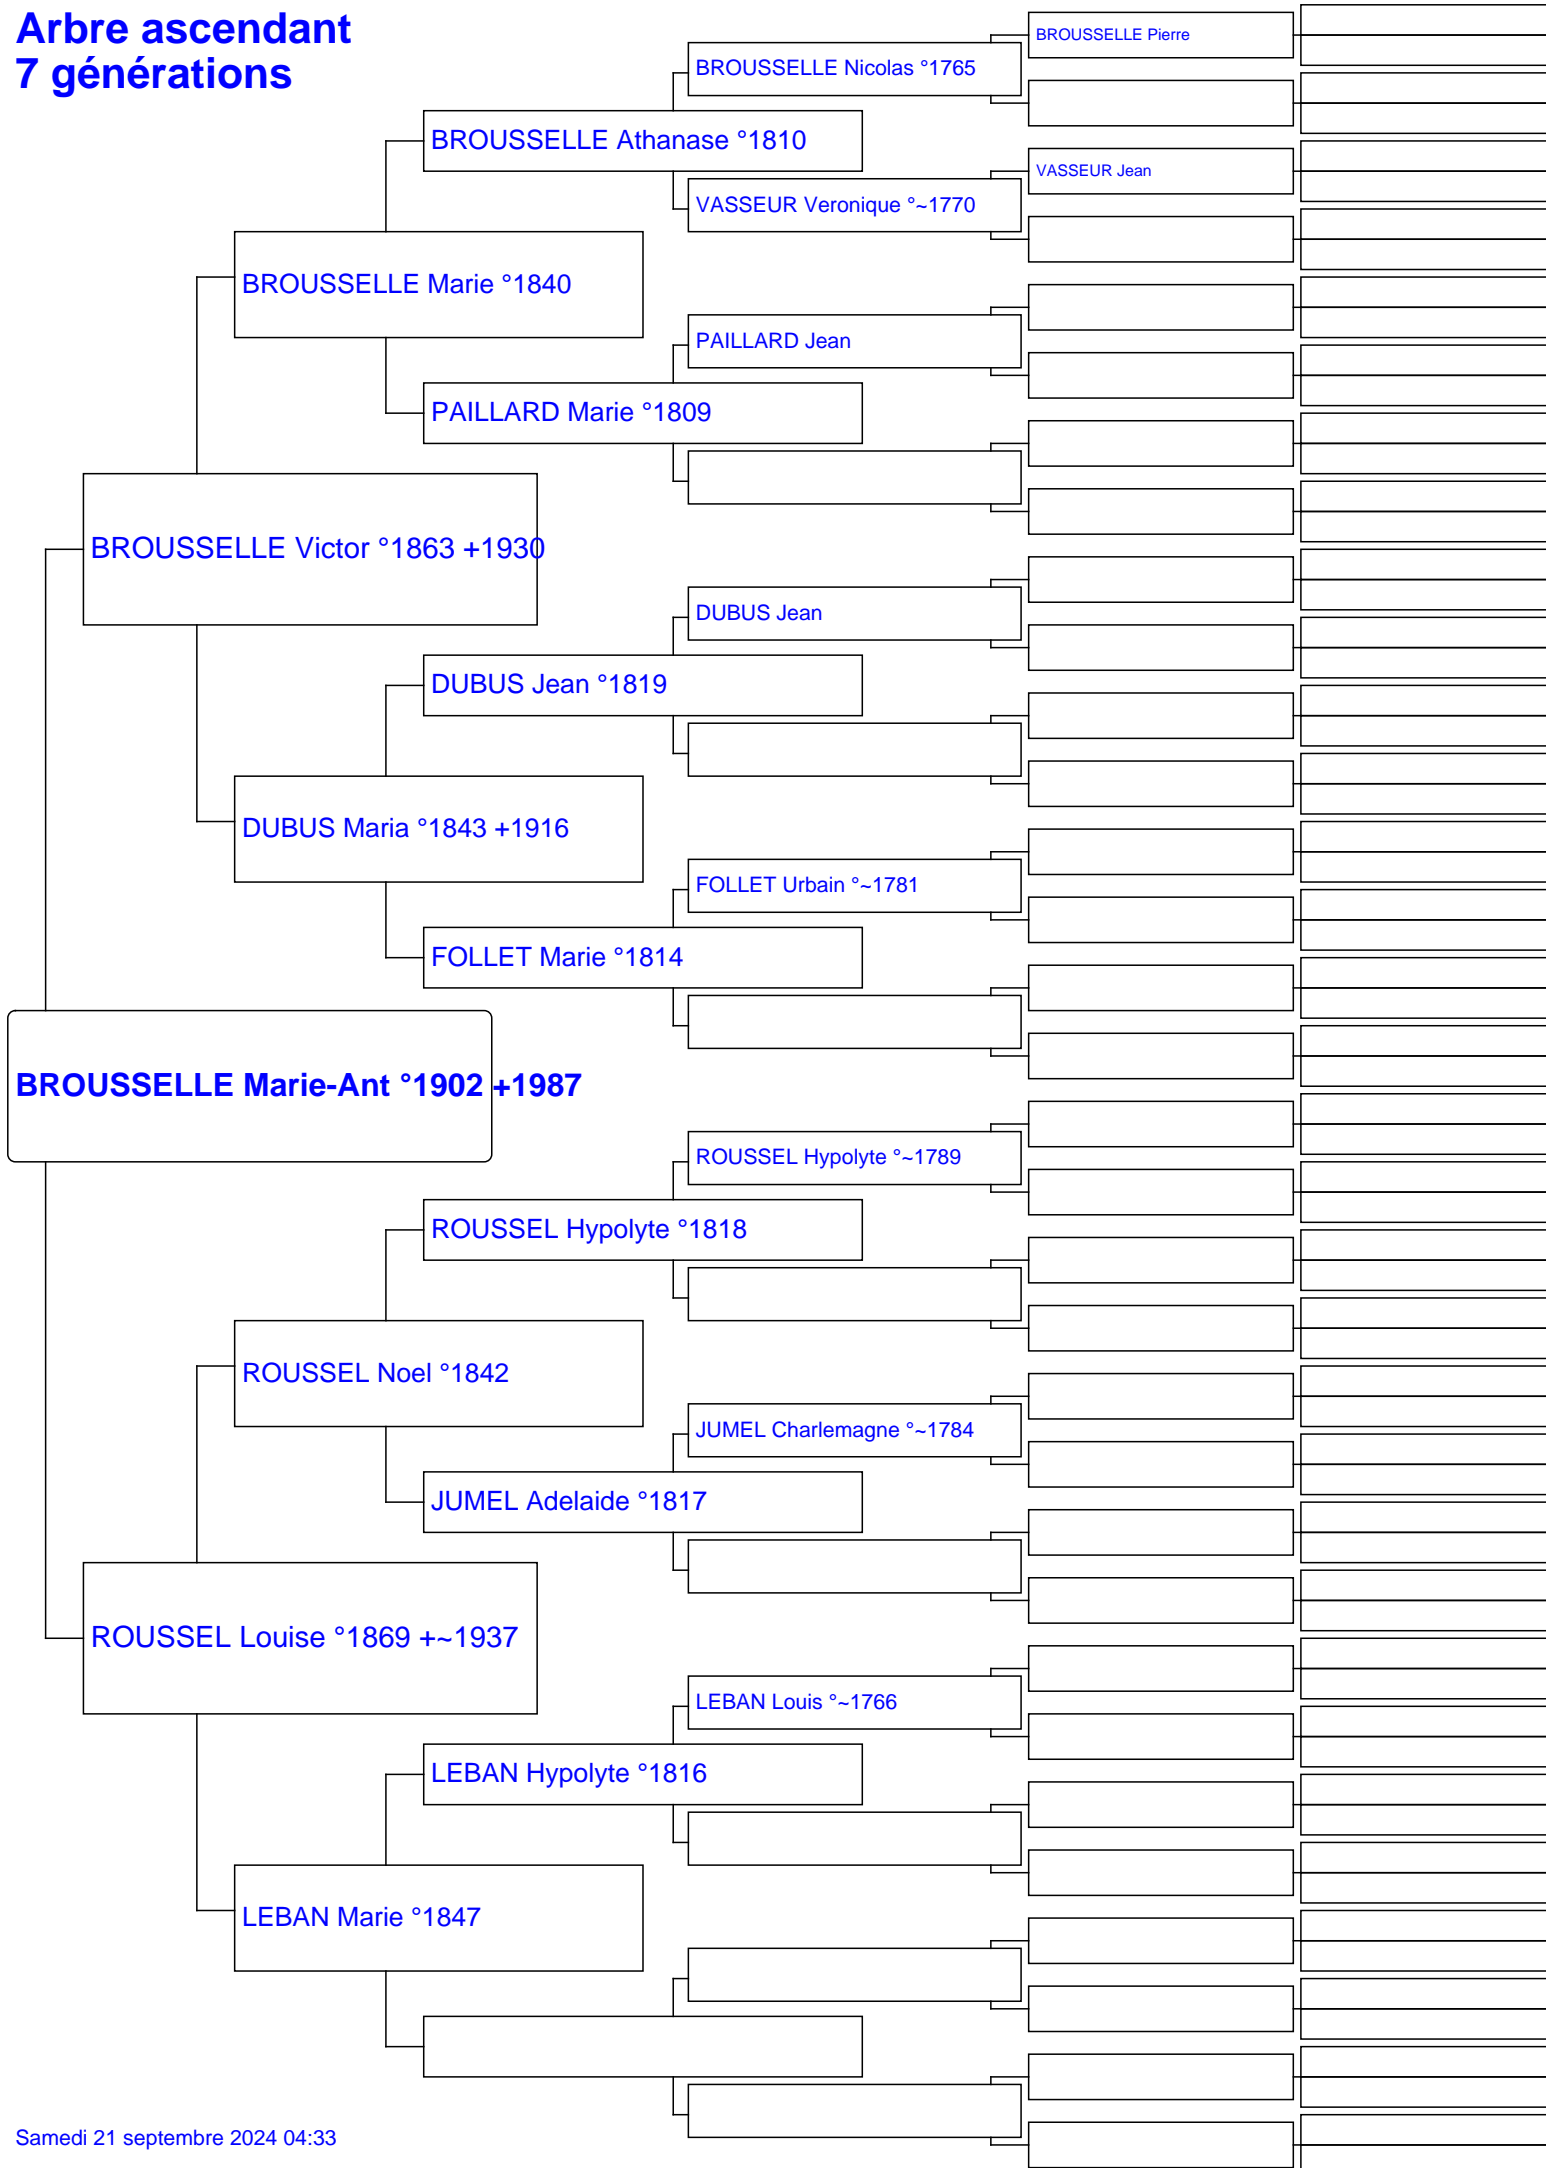 Arbre ascendant
7 générations
BROUSSELLE Pierre
BROUSSELLE Nicolas °1765
BROUSSELLE Athanase °1810
VASSEUR Jean
VASSEUR Veronique °~1770
BROUSSELLE Marie °1840
PAILLARD Jean
PAILLARD Marie °1809
BROUSSELLE Victor °1863 +1930
DUBUS Jean
DUBUS Jean °1819
DUBUS Maria °1843 +1916
FOLLET Urbain °~1781
FOLLET Marie °1814
BROUSSELLE Marie-Ant °1902 +1987
ROUSSEL Hypolyte °~1789
ROUSSEL Hypolyte °1818
ROUSSEL Noel °1842
JUMEL Charlemagne °~1784
JUMEL Adelaide °1817
ROUSSEL Louise °1869 +~1937
LEBAN Louis °~1766
LEBAN Hypolyte °1816
LEBAN Marie °1847
Samedi 21 septembre 2024 04:33